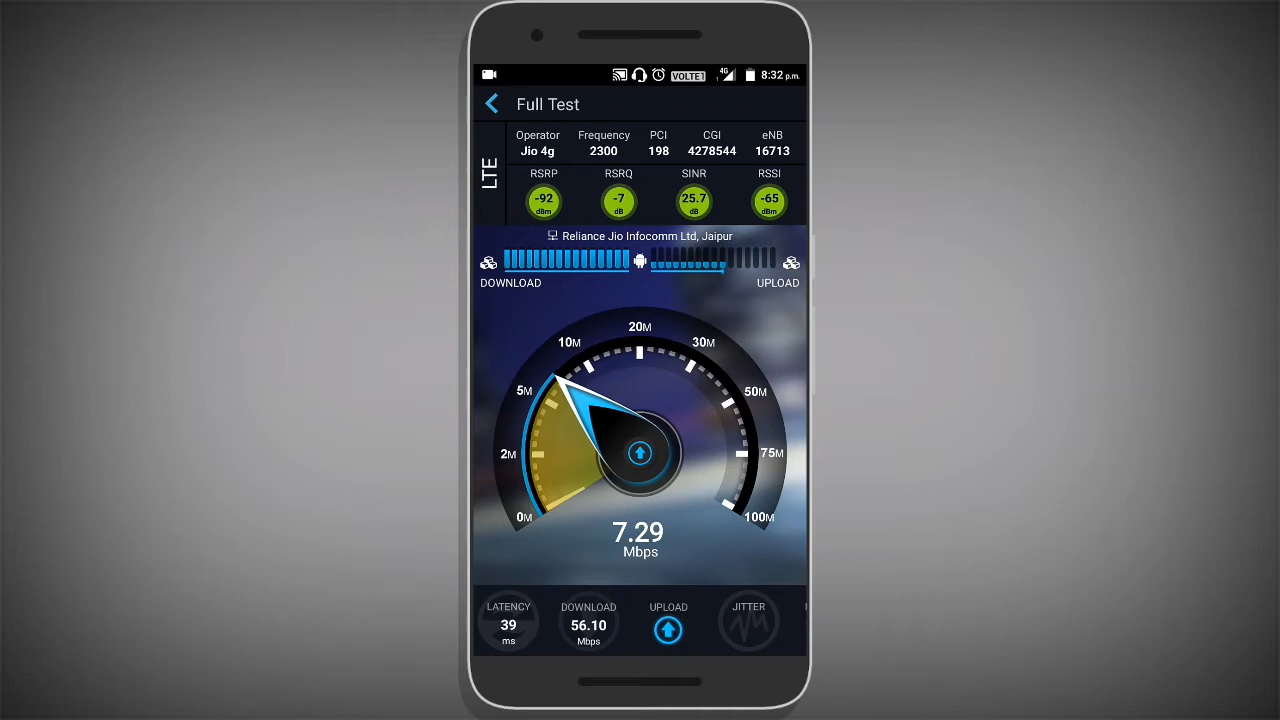 VOLTE1 4G 1 8:32 p.m.
Full Test
LTE
Operator Frequency PCI CGI eNB
Jio 4g 2300 198 4278544 16713
RSRP RSRQ SINR RSSI
-92 -7 25.7 -65
dBm dB dB dBm
Reliance Jio Infocomm Ltd, Jaipur
DOWNLOAD UPLOAD
20M
10M 30M
5M 50M
2M 75M
0M 100M
7.29
Mbps
LATENCY DOWNLOAD UPLOAD JITTER
39 56.10
ms Mbps